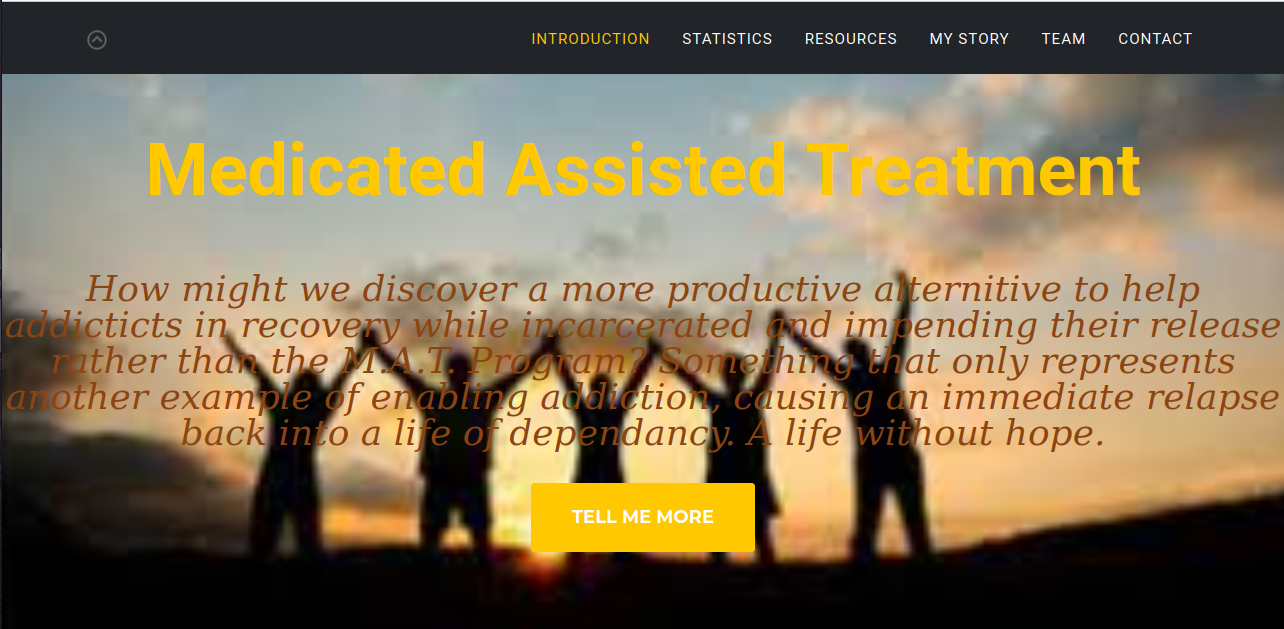 INTRODUCTION STATISTICS RESOURCES MY STORY TEAM CONTACT
Medicated Assisted Treatment
How might we discover a more productive alternitive to help
addicticts in recovery while incarcerated and impending their release
rather than the M.A.T. Program? Something that only represents
another example of enabling addiction, causing an immediate relapse
back into a life of dependancy. A life without hope.
TELL ME MORE